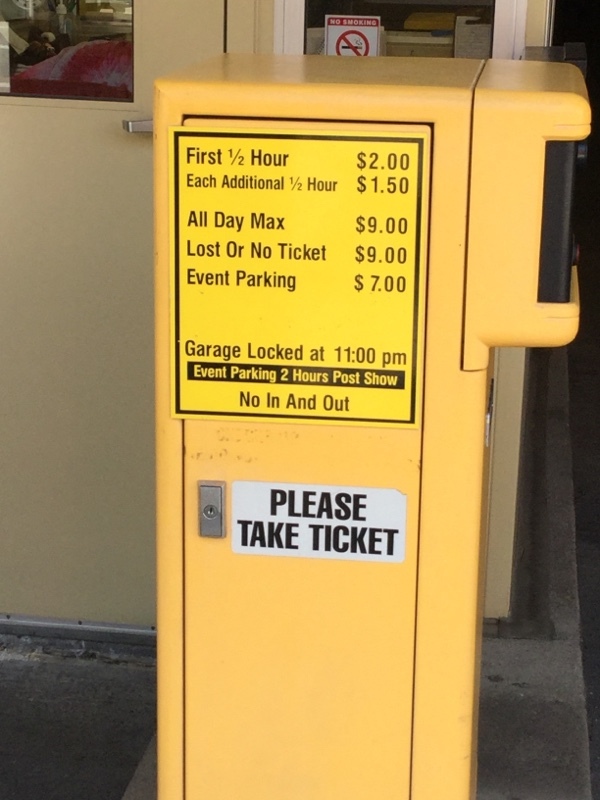 NO SMOKING
First ½ Hour $2.00
Each Additional ½ Hour $1.50
All Day Max $9.00
Lost Or No Ticket $9.00
Event Parking $7.00
Garage Locked at 11:00 pm
Event Parking 2 Hours Post Show
No In And Out
PLEASE
TAKE TICKET